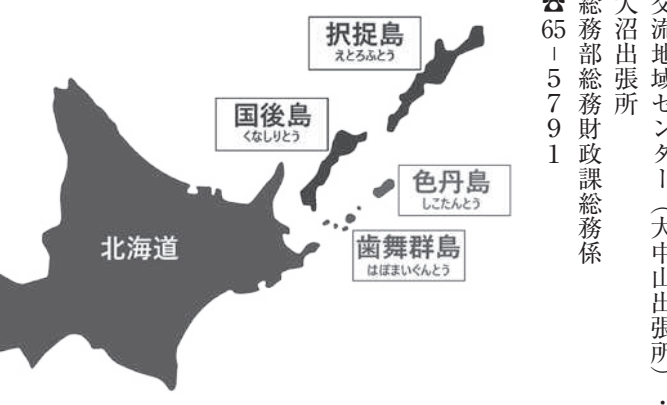 交流地域センター（大中山出張所）・
大沼出張所
総務部総務財政課総務係
☎65-5791
択捉島
えとろふとう
国後島
くなしりとう
色丹島
しこたんとう
歯舞群島
はぼまいぐんとう
北海道